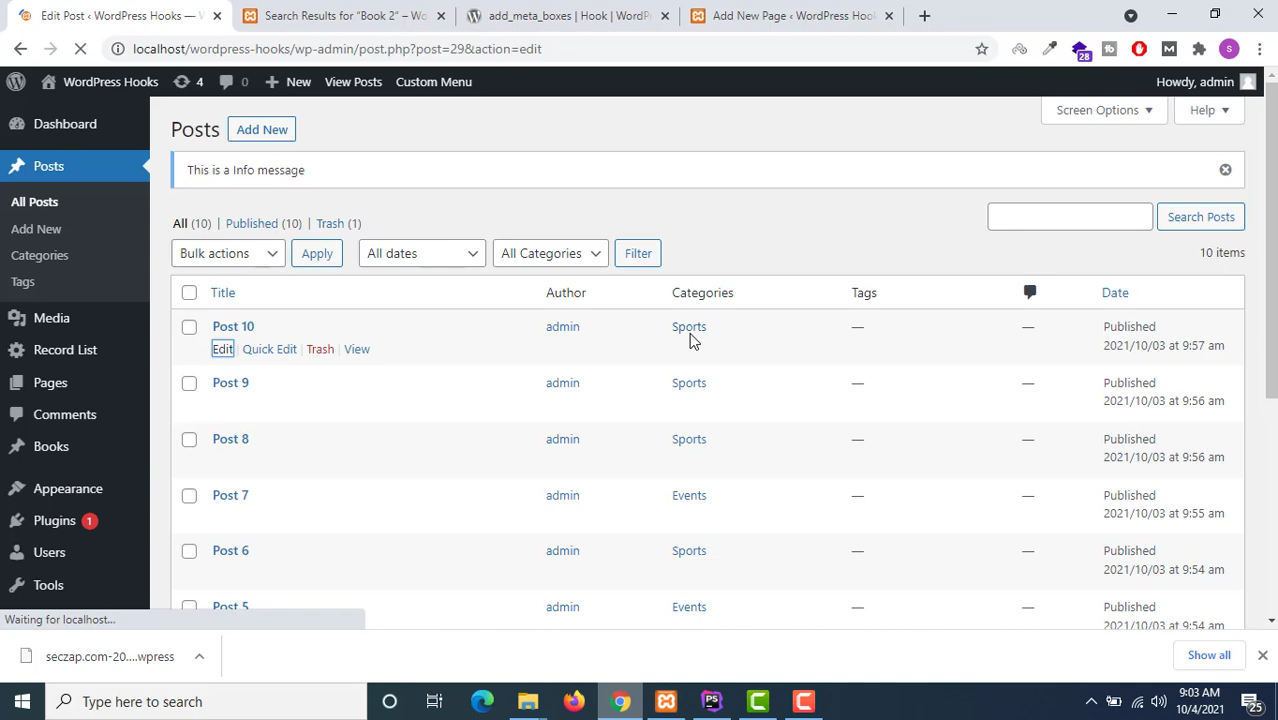 Edit Post ‹ WordPress Hooks —
Search Results for “Book 2” – Wo
add_meta_boxes | Hook | WordPr
Add New Page ‹ WordPress Hook
localhost/wordpress-hooks/wp-admin/post.php?post=29&action=edit
28
S
WordPress Hooks
4
0
New
View Posts
Custom Menu
Howdy, admin
Dashboard
Posts
All Posts
Add New
Categories
Tags
Media
Record List
Pages
Comments
Books
Appearance
Plugins 1
Users
Tools
Screen Options
Help
Posts
Add New
This is a Info message
All (10) | Published (10) | Trash (1)
Search Posts
Bulk actions
Apply
All dates
All Categories
Filter
10 items
Title
Author
Categories
Tags
Date
Post 10
admin
Sports
—
—
Published
2021/10/03 at 9:57 am
Edit | Quick Edit | Trash | View
Post 9
admin
Sports
—
—
Published
2021/10/03 at 9:56 am
Post 8
admin
Sports
—
—
Published
2021/10/03 at 9:56 am
Post 7
admin
Events
—
—
Published
2021/10/03 at 9:55 am
Post 6
admin
Sports
—
—
Published
2021/10/03 at 9:54 am
Post 5
admin
Events
—
—
Published
2021/10/03 at 9:54 am
Waiting for localhost...
seczap.com-20....wpress
Show all
Type here to search
PS
9:03 AM
10/4/2021
25